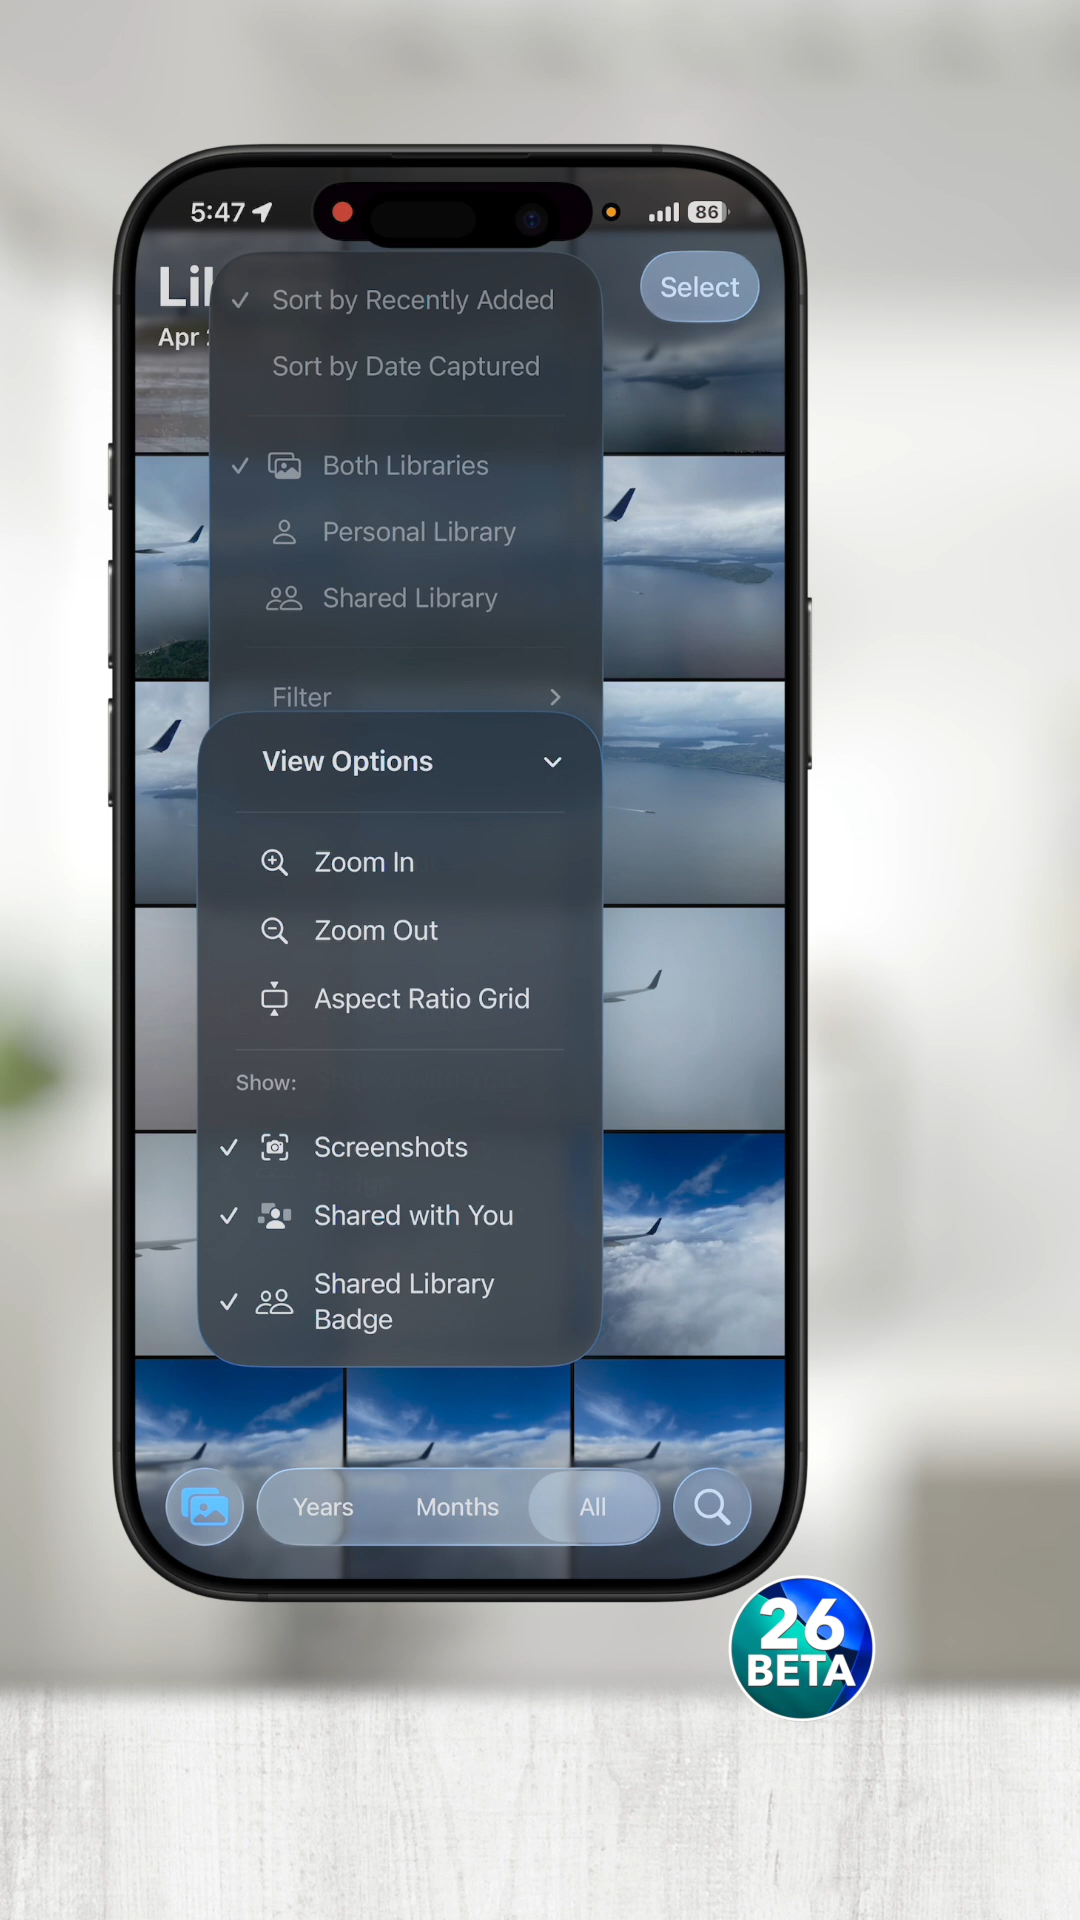 5:47
86
Lil
Apr
Select
Sort by Recently Added
Sort by Date Captured
Both Libraries
Personal Library
Shared Library
Filter
View Options
Zoom In
Zoom Out
Aspect Ratio Grid
Show:
Screenshots
Shared with You
Shared Library
Badge
Years
Months
All
26
BETA